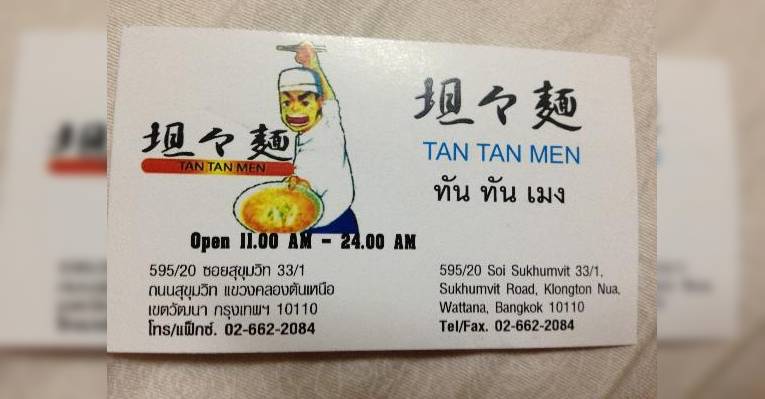 坦々麺
TAN TAN MEN
坦々麺
TAN TAN MEN
ทัน ทัน เมง
Open 11.00 AM - 24.00 AM
595/20 ซอยสุขุมวิท 33/1
ถนนสุขุมวิท แขวงคลองตันเหนือ
เขตวัฒนา กรุงเทพฯ 10110
โทร/แฟ็กซ์. 02-662-2084
595/20 Soi Sukhumvit 33/1,
Sukhumvit Road, Klongton Nua,
Wattana, Bangkok 10110
Tel/Fax. 02-662-2084